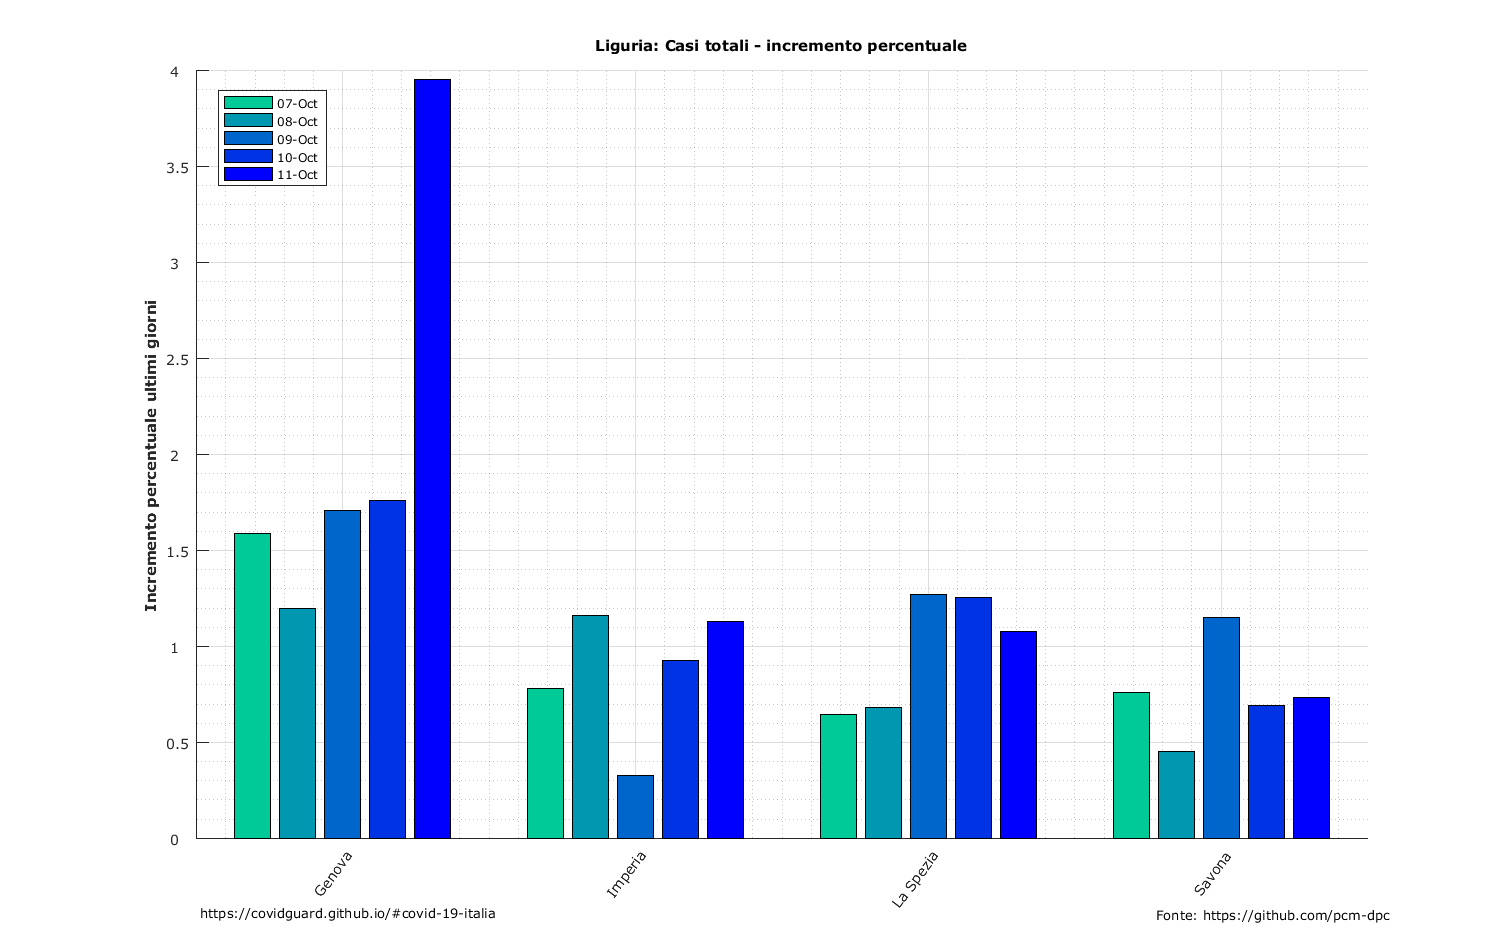 Liguria: Casi totali - incremento percentuale
Incremento percentuale ultimi giorni
4
3.5
3
2.5
2
1.5
1
0.5
0
07-Oct
08-Oct
09-Oct
10-Oct
11-Oct
Genova
Imperia
La Spezia
Savona
https://covidguard.github.io/#covid-19-italia
Fonte: https://github.com/pcm-dpc